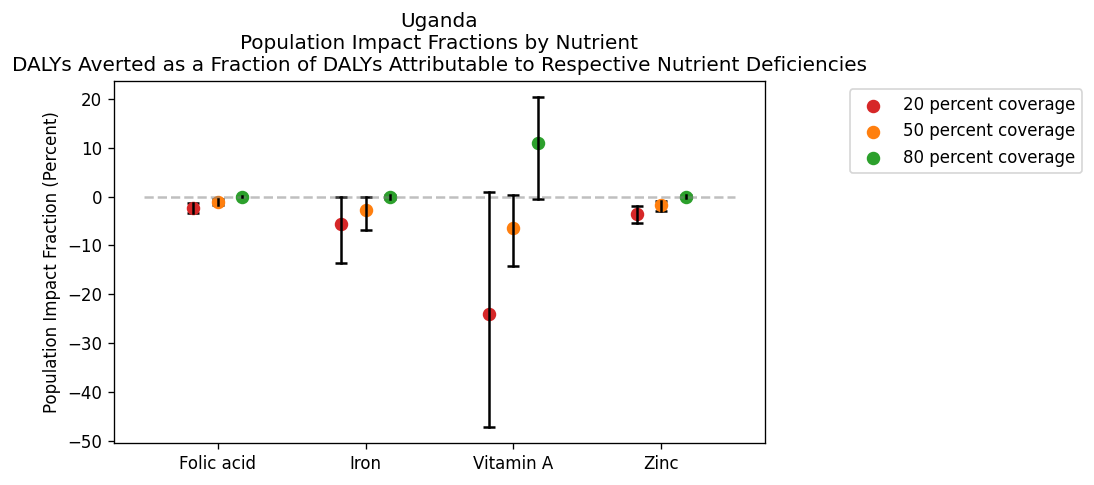 Uganda
Population Impact Fractions by Nutrient
DALYs Averted as a Fraction of DALYs Attributable to Respective Nutrient Deficiencies
20 percent coverage
50 percent coverage
80 percent coverage
Population Impact Fraction (Percent)
20
10
0
−10
−20
−30
−40
−50
Folic acid
Iron
Vitamin A
Zinc